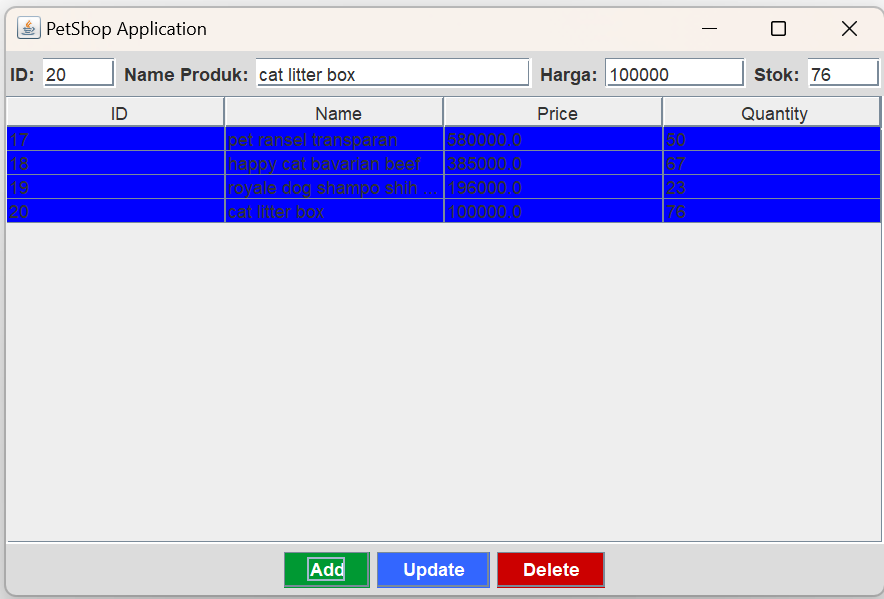 PetShop Application
ID: 20 Name Produk: cat litter box Harga: 100000 Stok: 76
ID Name Price Quantity
17 pet ransel transparan 580000.0 50
18 happy cat bavarian beef 385000.0 67
19 royale dog shampo shih ... 196000.0 23
20 cat litter box 100000.0 76
Add Update Delete